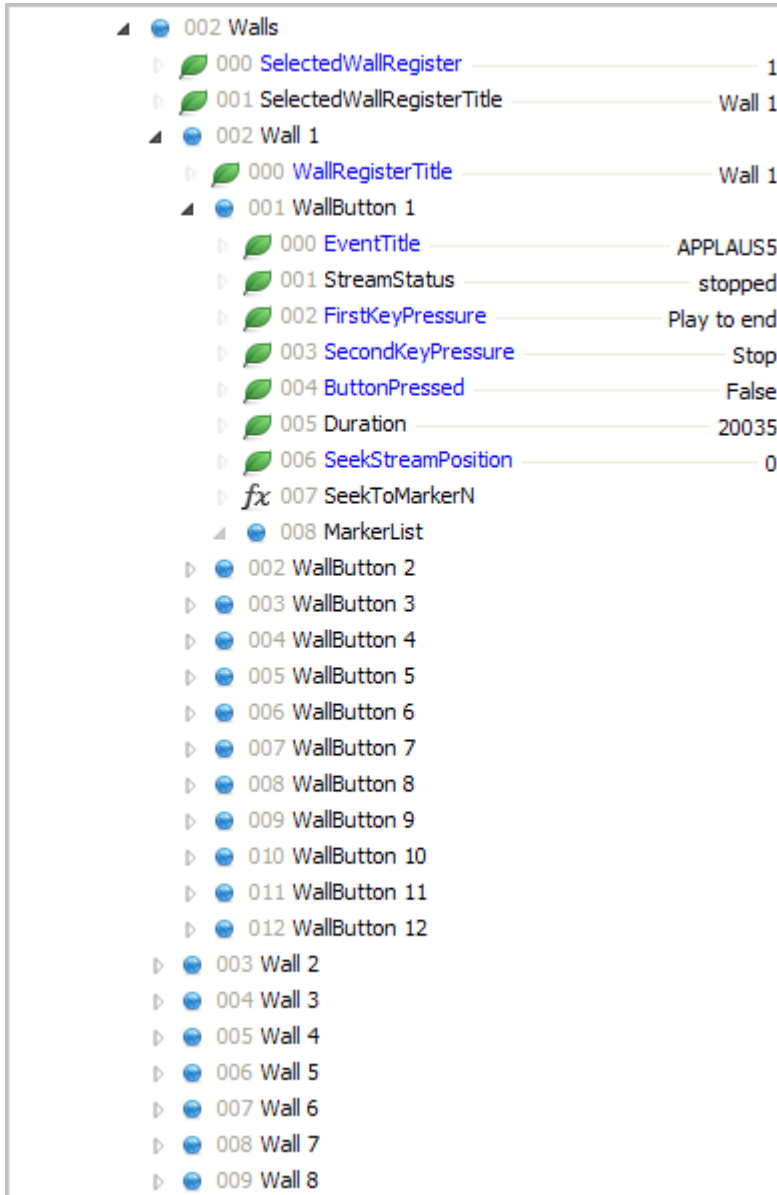 002 Walls
000 SelectedWallRegister 1
001 SelectedWallRegisterTitle Wall 1
002 Wall 1
000 WallRegisterTitle Wall 1
001 WallButton 1
000 EventTitle APPLAUS5
001 StreamStatus stopped
002 FirstKeyPressure Play to end
003 SecondKeyPressure Stop
004 ButtonPressed False
005 Duration 20035
006 SeekStreamPosition 0
fx 007 SeekToMarkerN
008 MarkerList
002 WallButton 2
003 WallButton 3
004 WallButton 4
005 WallButton 5
006 WallButton 6
007 WallButton 7
008 WallButton 8
009 WallButton 9
010 WallButton 10
011 WallButton 11
012 WallButton 12
003 Wall 2
004 Wall 3
005 Wall 4
006 Wall 5
007 Wall 6
008 Wall 7
009 Wall 8